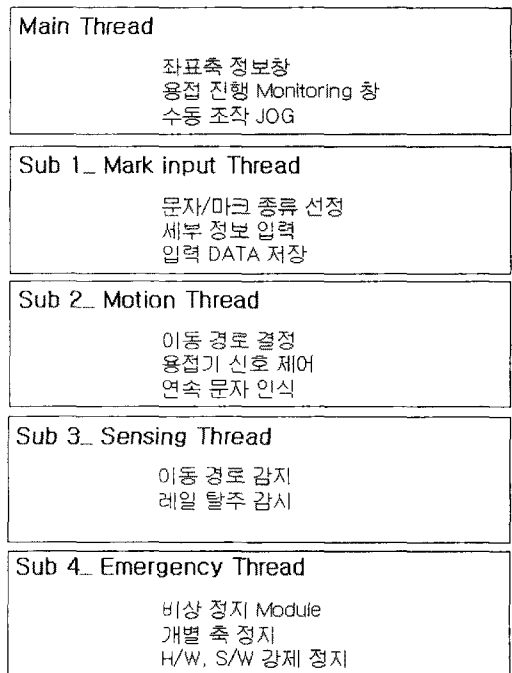 Main Thread
좌표축 정보창
용접 진행 Monitoring 창
수동 조작 JOG
Sub 1_ Mark input Thread
문자/마크 종류 선정
세부 정보 입력
입력 DATA 저장
Sub 2_ Motion Thread
이동 경로 결정
용접기 신호 제어
연속 문자 인식
Sub 3_ Sensing Thread
이동 경로 감지
레일 탈주 감시
Sub 4_ Emergency Thread
비상 정지 Module
개별 축 정지
H/W, S/W 강제 정지